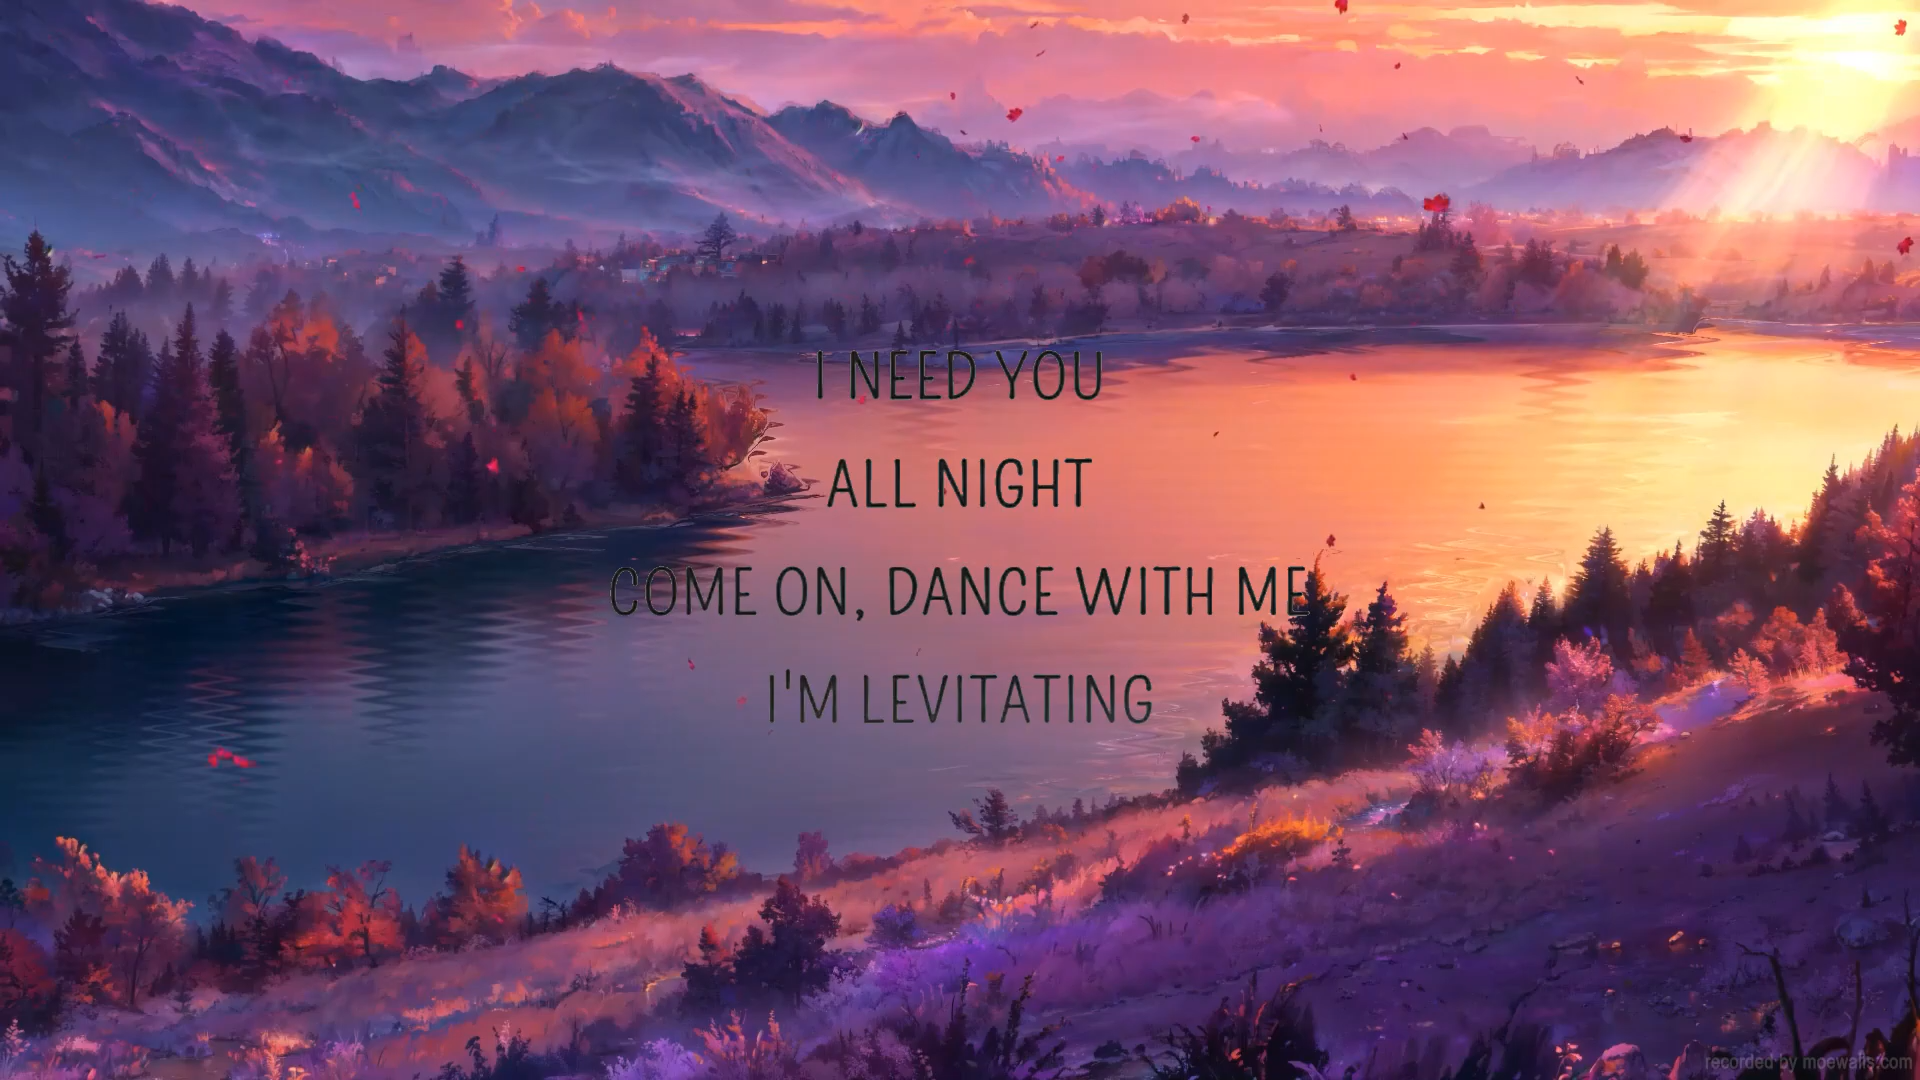 I NEED YOU
ALL NIGHT
COME ON, DANCE WITH ME
I'M LEVITATING
recorded by moewalls.com